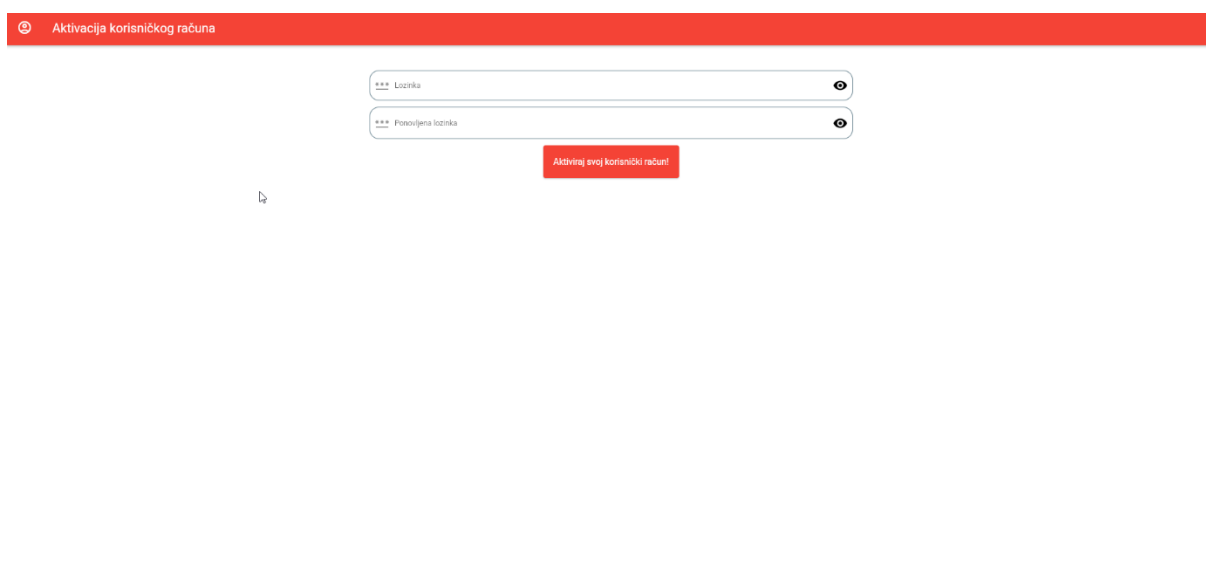 Aktivacija korisničkog računa
Lozinka
Ponovljena lozinka
Aktiviraj svoj korisnički račun!